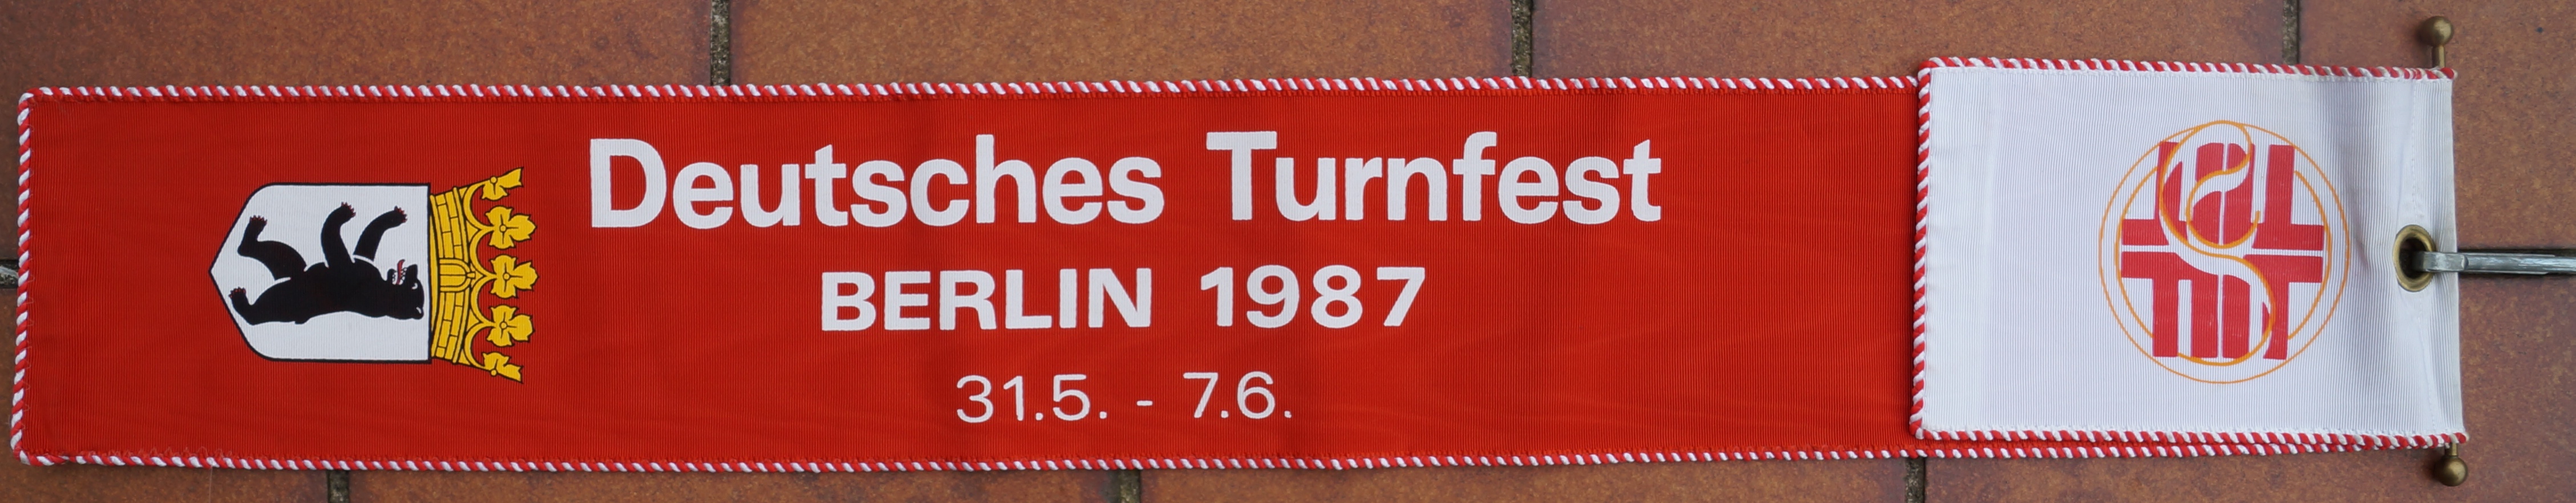 Deutsches Turnfest
BERLIN 1987
31.5. - 7.6.